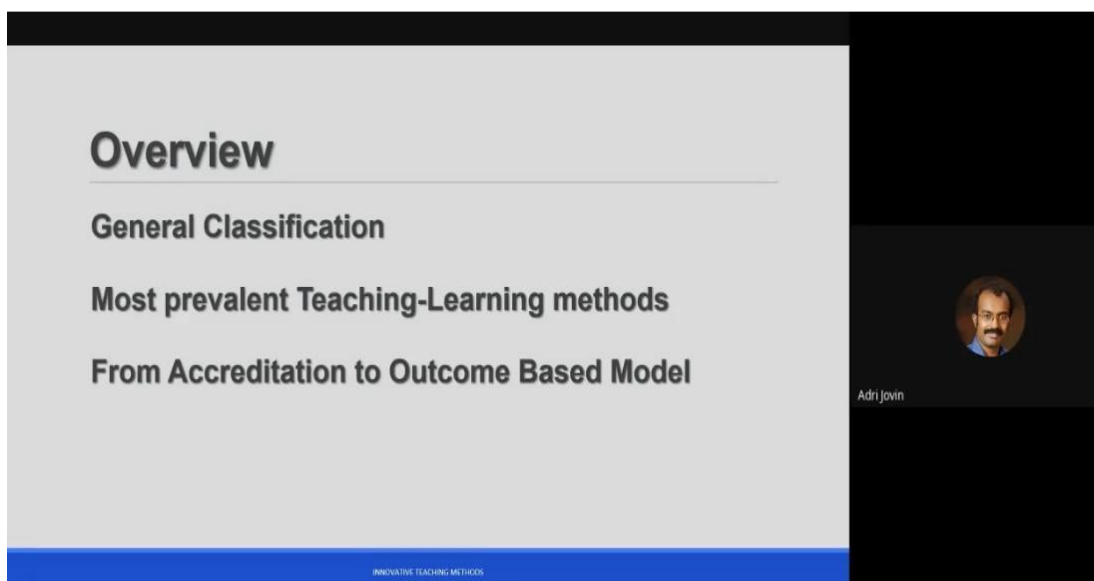 Overview
General Classification
Most prevalent Teaching-Learning methods
From Accreditation to Outcome Based Model
Adri Jovin
INNOVATIVE TEACHING METHODS